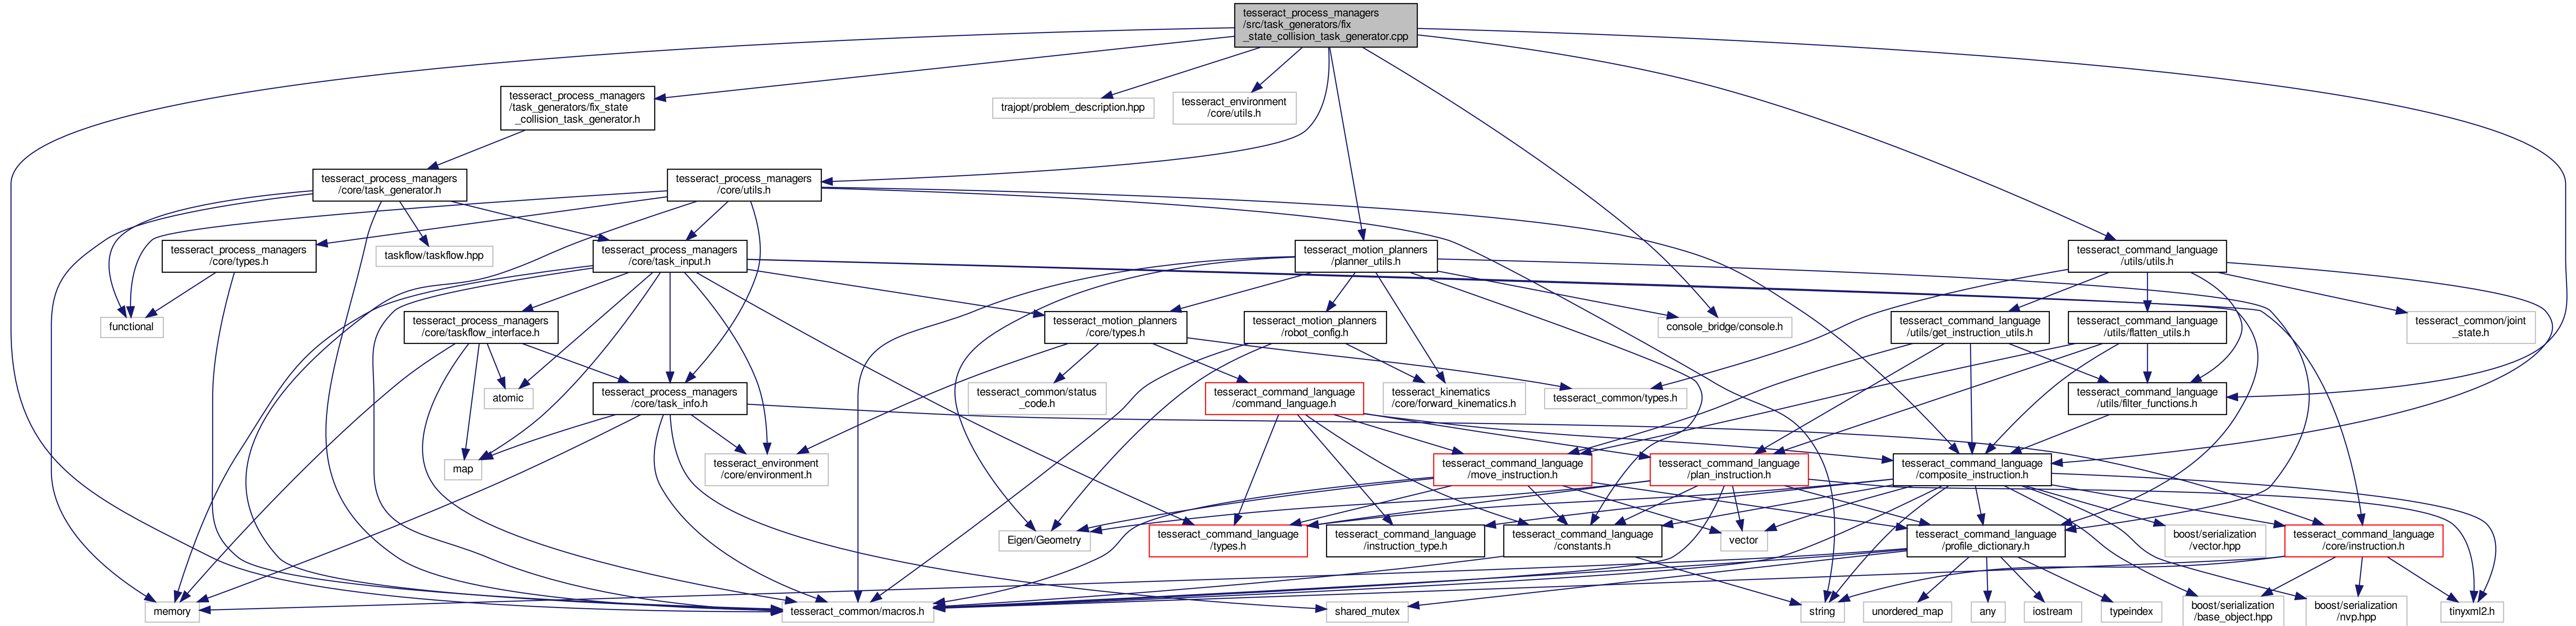 tesseract_process_managers
/src/task_generators/fix
_state_collision_task_generator.cpp
tesseract_process_managers
/task_generators/fix_state
_collision_task_generator.h
trajopt/problem_description.hpp
tesseract_environment
/core/utils.h
tesseract_process_managers
/core/task_generator.h
tesseract_process_managers
/core/utils.h
tesseract_process_managers
/core/types.h
taskflow/taskflow.hpp
tesseract_process_managers
/core/task_input.h
tesseract_motion_planners
/planner_utils.h
tesseract_command_language
/utils/utils.h
functional
tesseract_process_managers
/core/taskflow_interface.h
tesseract_motion_planners
/core/types.h
tesseract_motion_planners
/robot_config.h
console_bridge/console.h
tesseract_command_language
/utils/get_instruction_utils.h
tesseract_command_language
/utils/flatten_utils.h
tesseract_common/joint
_state.h
atomic
tesseract_process_managers
/core/task_info.h
tesseract_common/status
_code.h
tesseract_command_language
/command_language.h
tesseract_kinematics
/core/forward_kinematics.h
tesseract_common/types.h
tesseract_command_language
/utils/filter_functions.h
map
tesseract_environment
/core/environment.h
tesseract_command_language
/move_instruction.h
tesseract_command_language
/plan_instruction.h
tesseract_command_language
/composite_instruction.h
Eigen/Geometry
tesseract_command_language
/types.h
tesseract_command_language
/instruction_type.h
tesseract_command_language
/constants.h
vector
tesseract_command_language
/profile_dictionary.h
boost/serialization
/vector.hpp
tesseract_command_language
/core/instruction.h
memory
tesseract_common/macros.h
shared_mutex
string
unordered_map
any
iostream
typeindex
boost/serialization
/base_object.hpp
boost/serialization
/nvp.hpp
tinyxml2.h